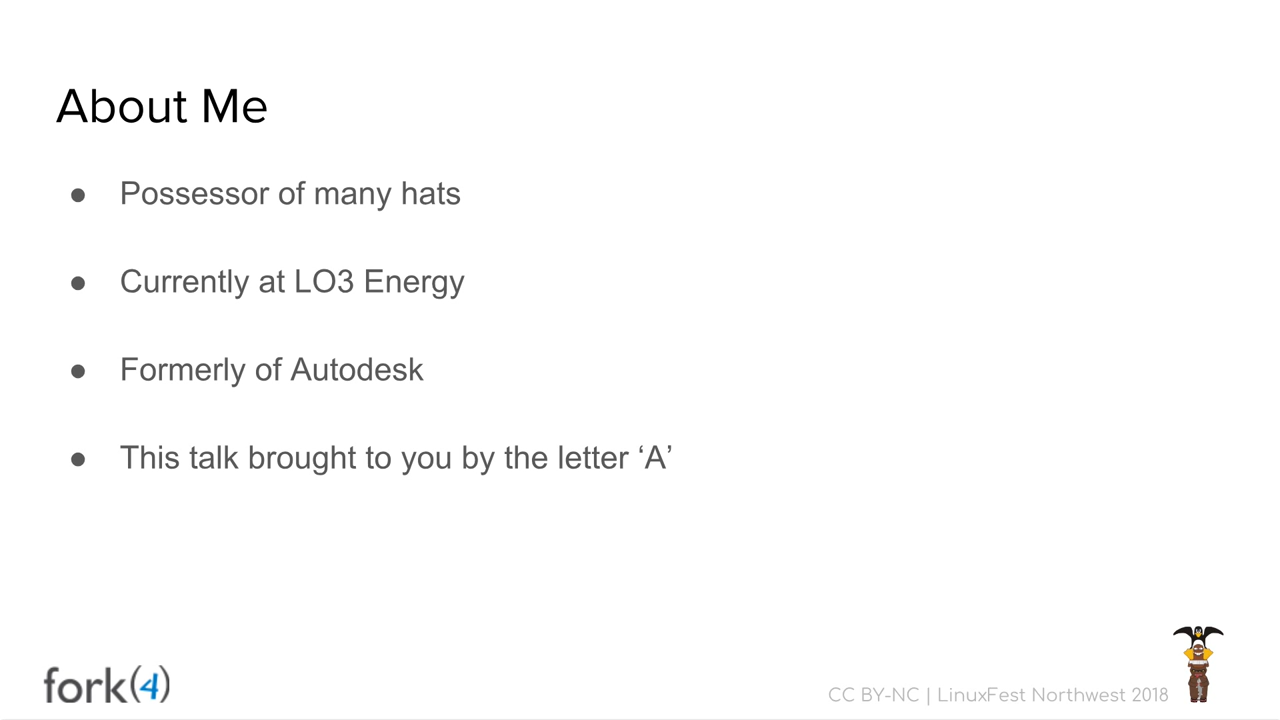 About Me
● Possessor of many hats
● Currently at LO3 Energy
● Formerly of Autodesk
● This talk brought to you by the letter ‘A’
fork(4)
CC BY-NC | LinuxFest Northwest 2018